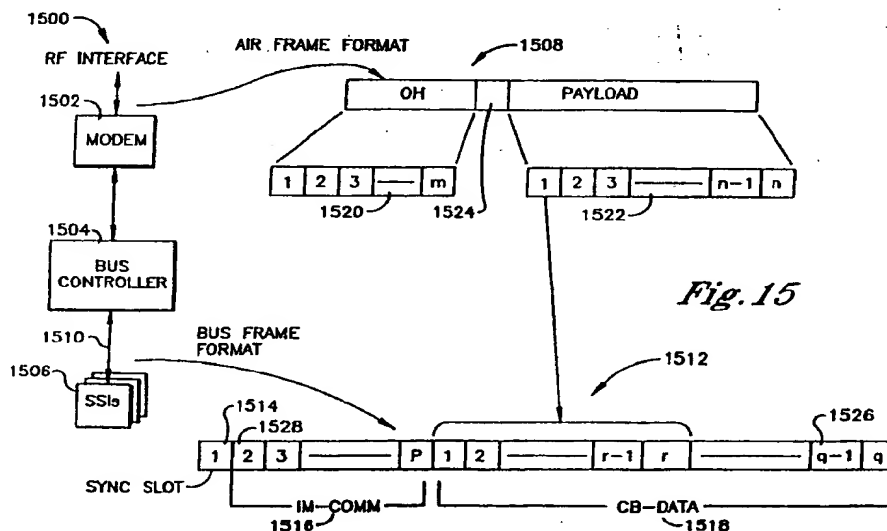 1500
RF INTERFACE
AIR FRAME FORMAT
1508
1502
MODEM
OH
PAYLOAD
1 2 3 m
1520
1524
1 2 3 n-1 n
1522
1504
BUS
CONTROLLER
Fig. 15
1510
BUS FRAME
FORMAT
1512
1506
SSIs
1514
1528
1526
1 2 3 P 1 2 r-1 r q-1 q
SYNC SLOT
IM-COMM
1516
CB-DATA
1518